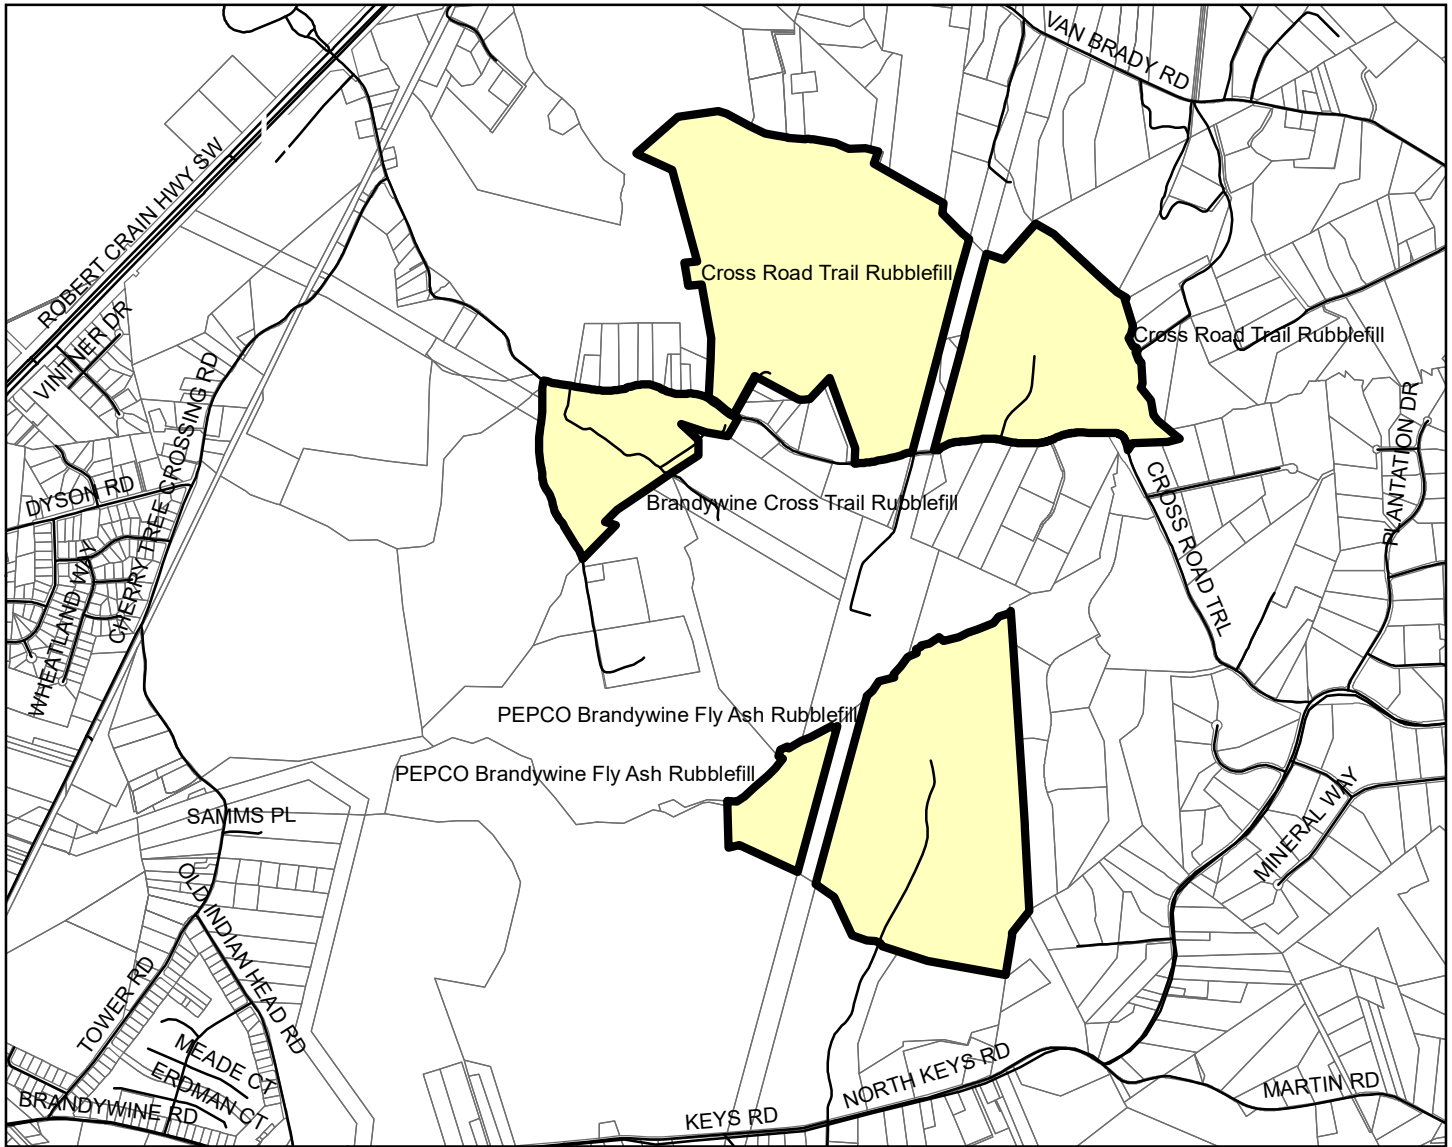 VAN BRADY RD
ROBERT CRAIN HWY SW
Cross Road Trail Rubblefill
Cross Road Trail Rubblefill
VINTNER DR
CHERRY TREE CROSSING RD
PLANTATION DR
DYSON RD
Brandywine Cross Trail Rubblefill
CROSS ROAD TRL
WHEATLAND WAY
PEPCO Brandywine Fly Ash Rubblefill
PEPCO Brandywine Fly Ash Rubblefill
SAMMS PL
MINERAL WAY
OLD INDIAN HEAD RD
TOWER RD
MEADE CT
ERDMAN CT
NORTH KEYS RD
MARTIN RD
BRANDYWINE RD
KEYS RD